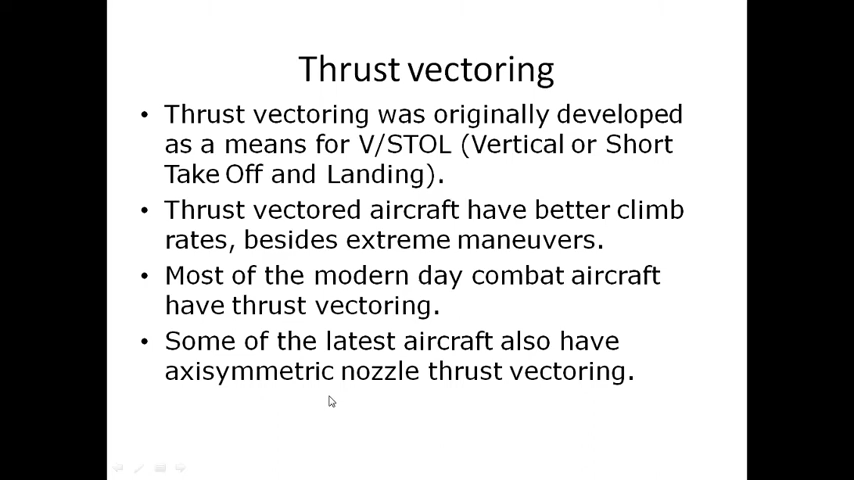 Thrust vectoring
• Thrust vectoring was originally developed
as a means for V/STOL (Vertical or Short
Take Off and Landing).
• Thrust vectored aircraft have better climb
rates, besides extreme maneuvers.
• Most of the modern day combat aircraft
have thrust vectoring.
• Some of the latest aircraft also have
axisymmetric nozzle thrust vectoring.